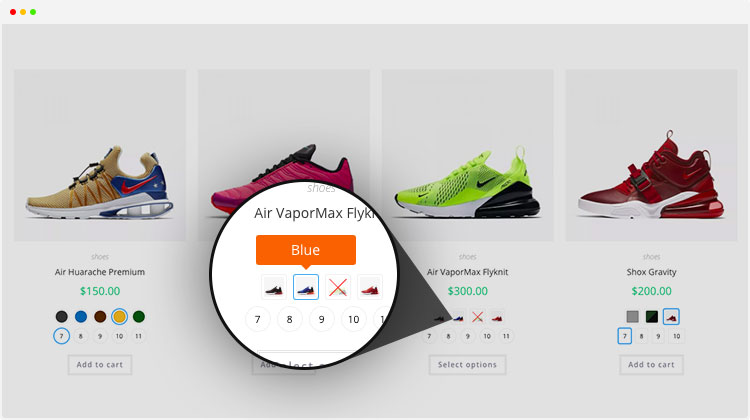 shoes
Air Huarache Premium
$150.00
7 8 9 10 11
Add to cart
shoes
Air VaporMax Flykn
Blue
7 8 9 10
shoes
Air VaporMax Flyknit
$300.00
7 8 9 10 11
Select options
shoes
Shox Gravity
$200.00
7 8 9 10
Add to cart